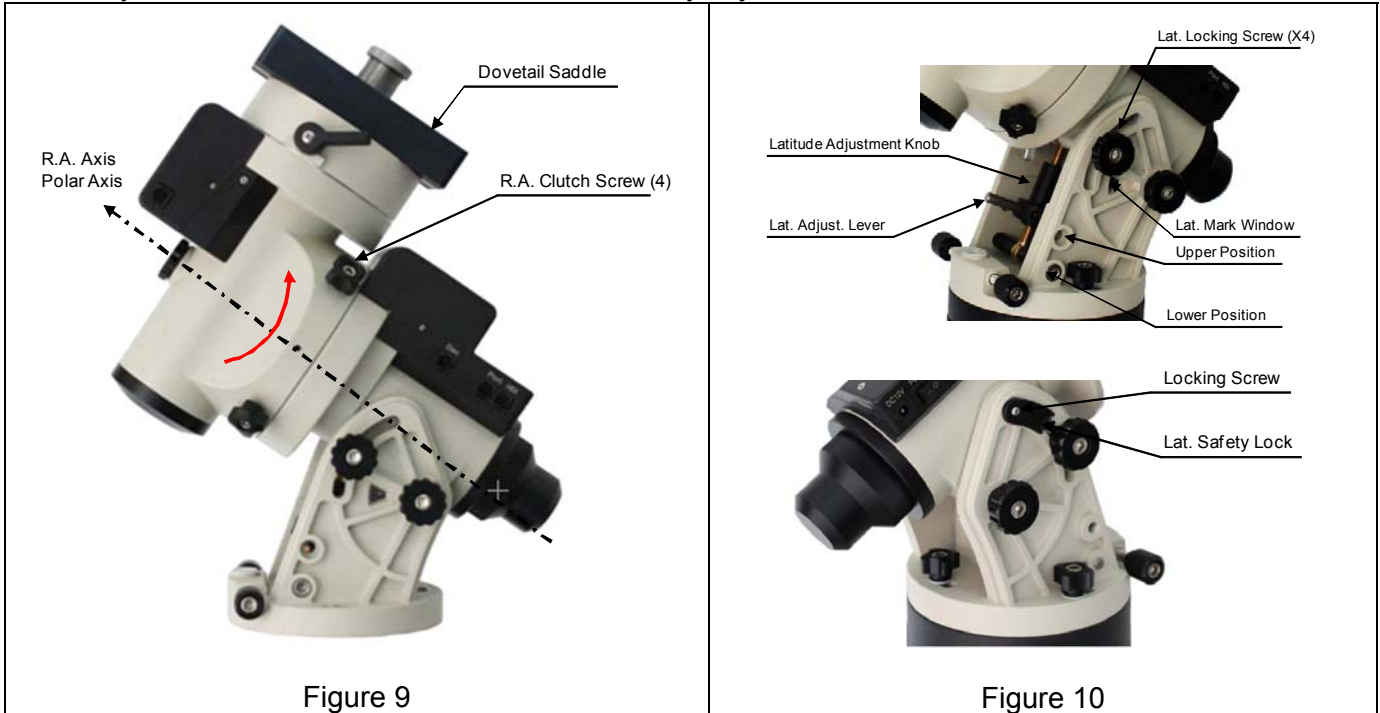 Dovetail Saddle
R.A. Axis
Polar Axis
R.A. Clutch Screw (4)
Figure 9
Lat. Locking Screw (X4)
Latitude Adjustment Knob
Lat. Adjust. Lever
Lat. Mark Window
Upper Position
Lower Position
DC12V
Locking Screw
Lat. Safety Lock
Figure 10